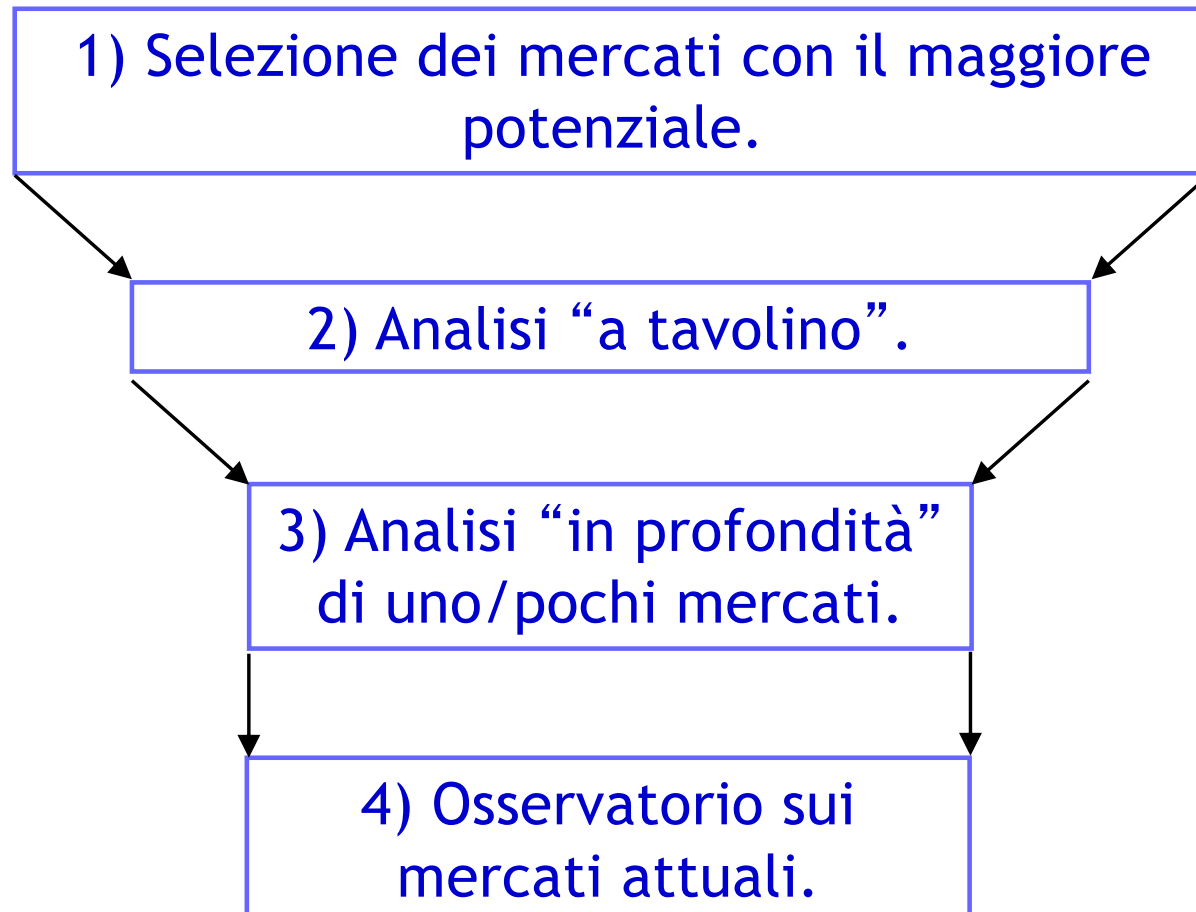 1) Selezione dei mercati con il maggiore
potenziale.
2) Analisi “a tavolino”.
3) Analisi “in profondità”
di uno/pochi mercati.
4) Osservatorio sui
mercati attuali.